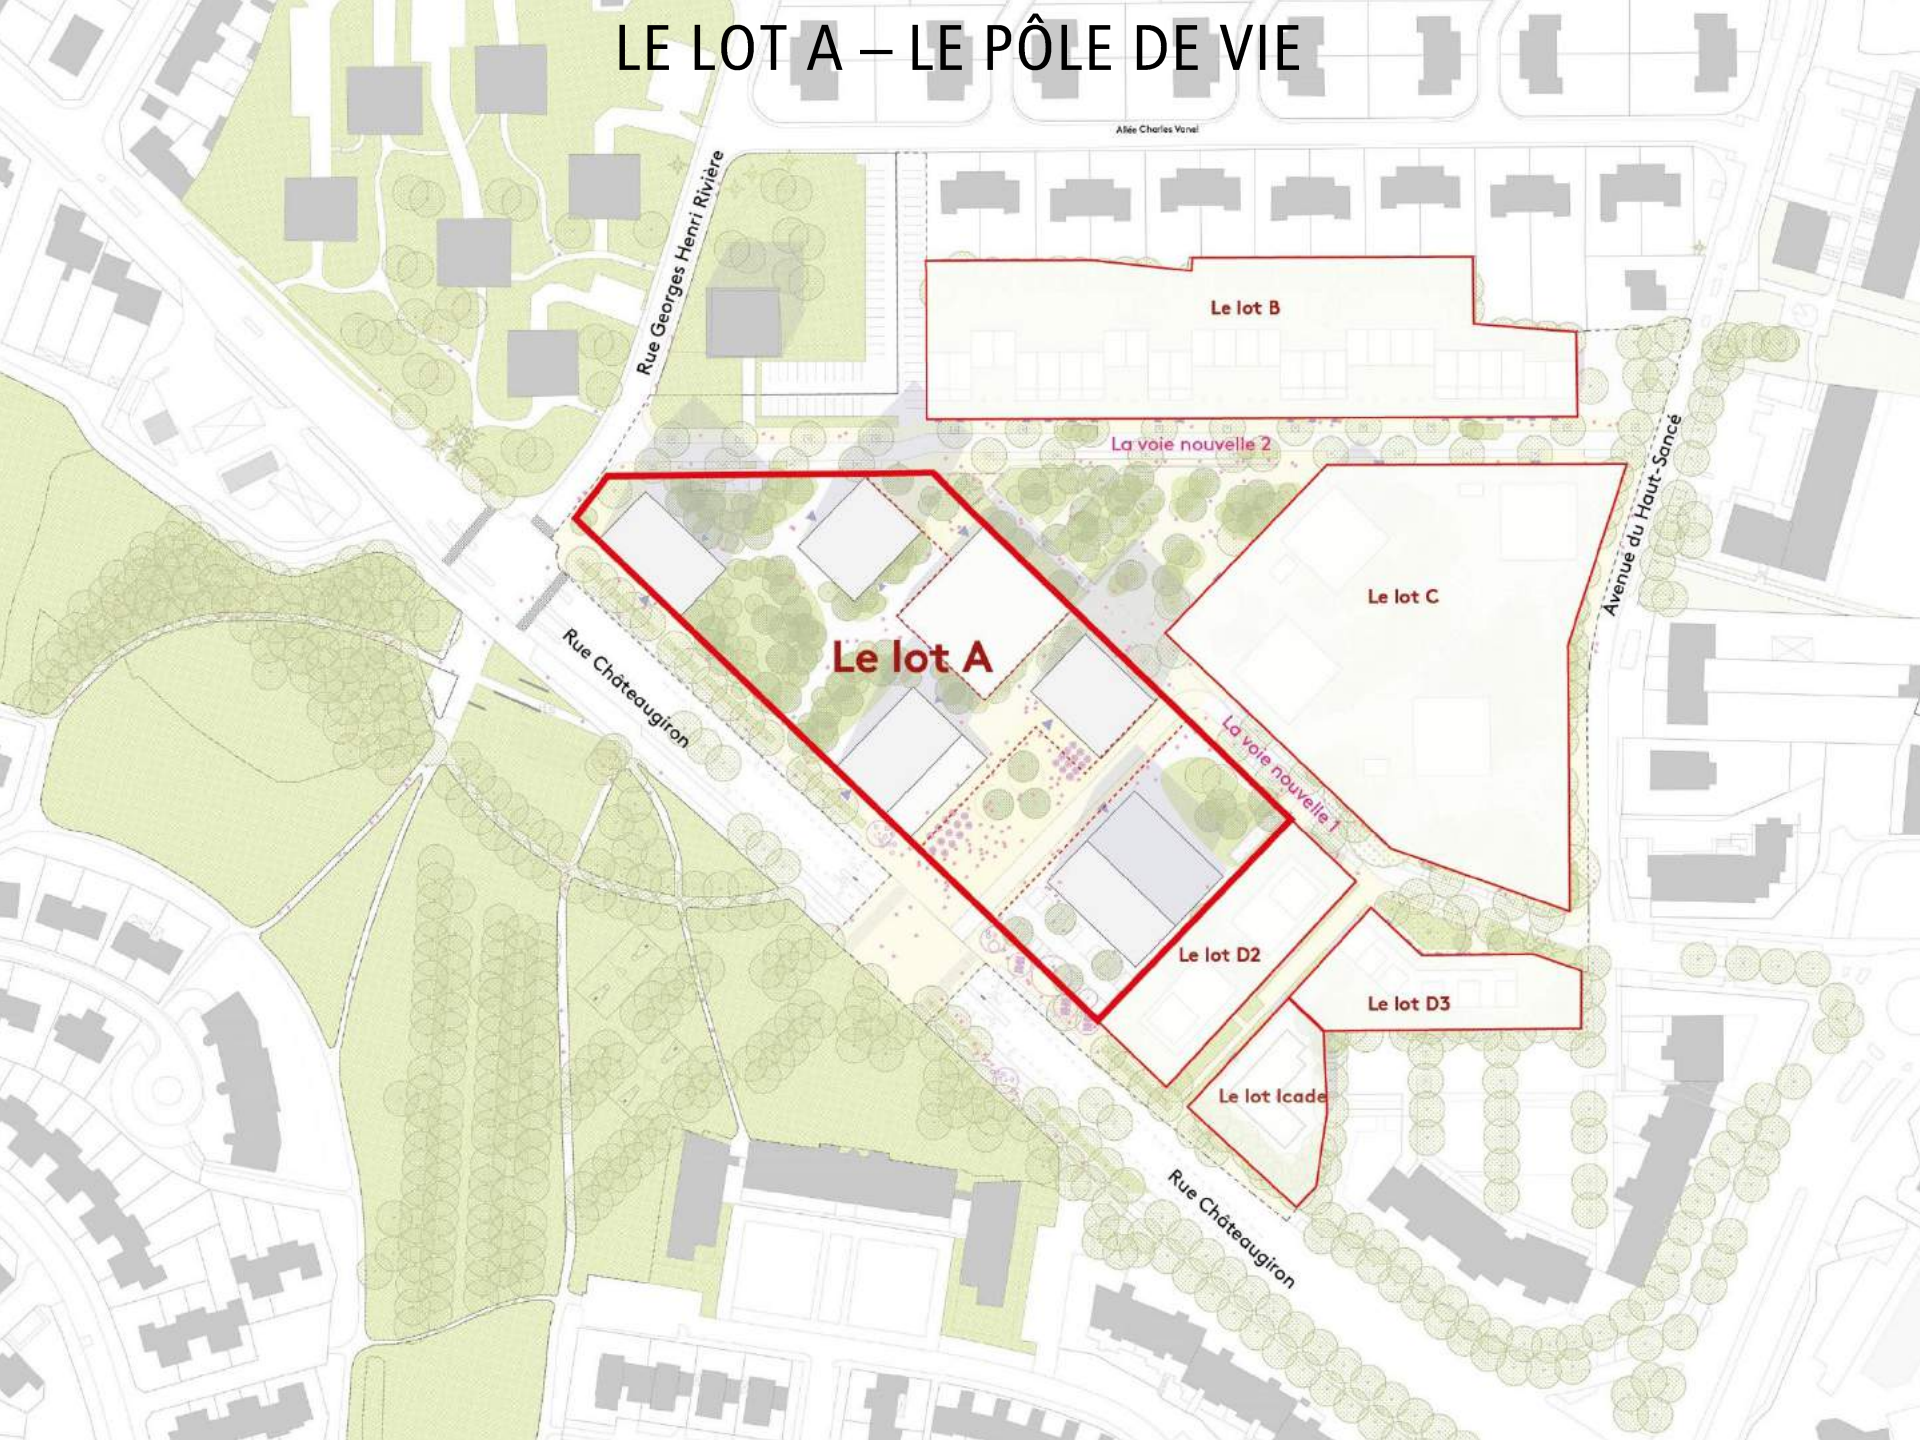 LE LOT A – LE PÔLE DE VIE
Allée Charles Vanel
Rue Georges Henri Rivière
Le lot B
La voie nouvelle 2
Avenue du Haut-Sancé
Le lot C
Le lot A
Rue Châteaugiron
La voie nouvelle 1
Le lot D2
Le lot D3
Le lot Icade
Rue Châteaugiron